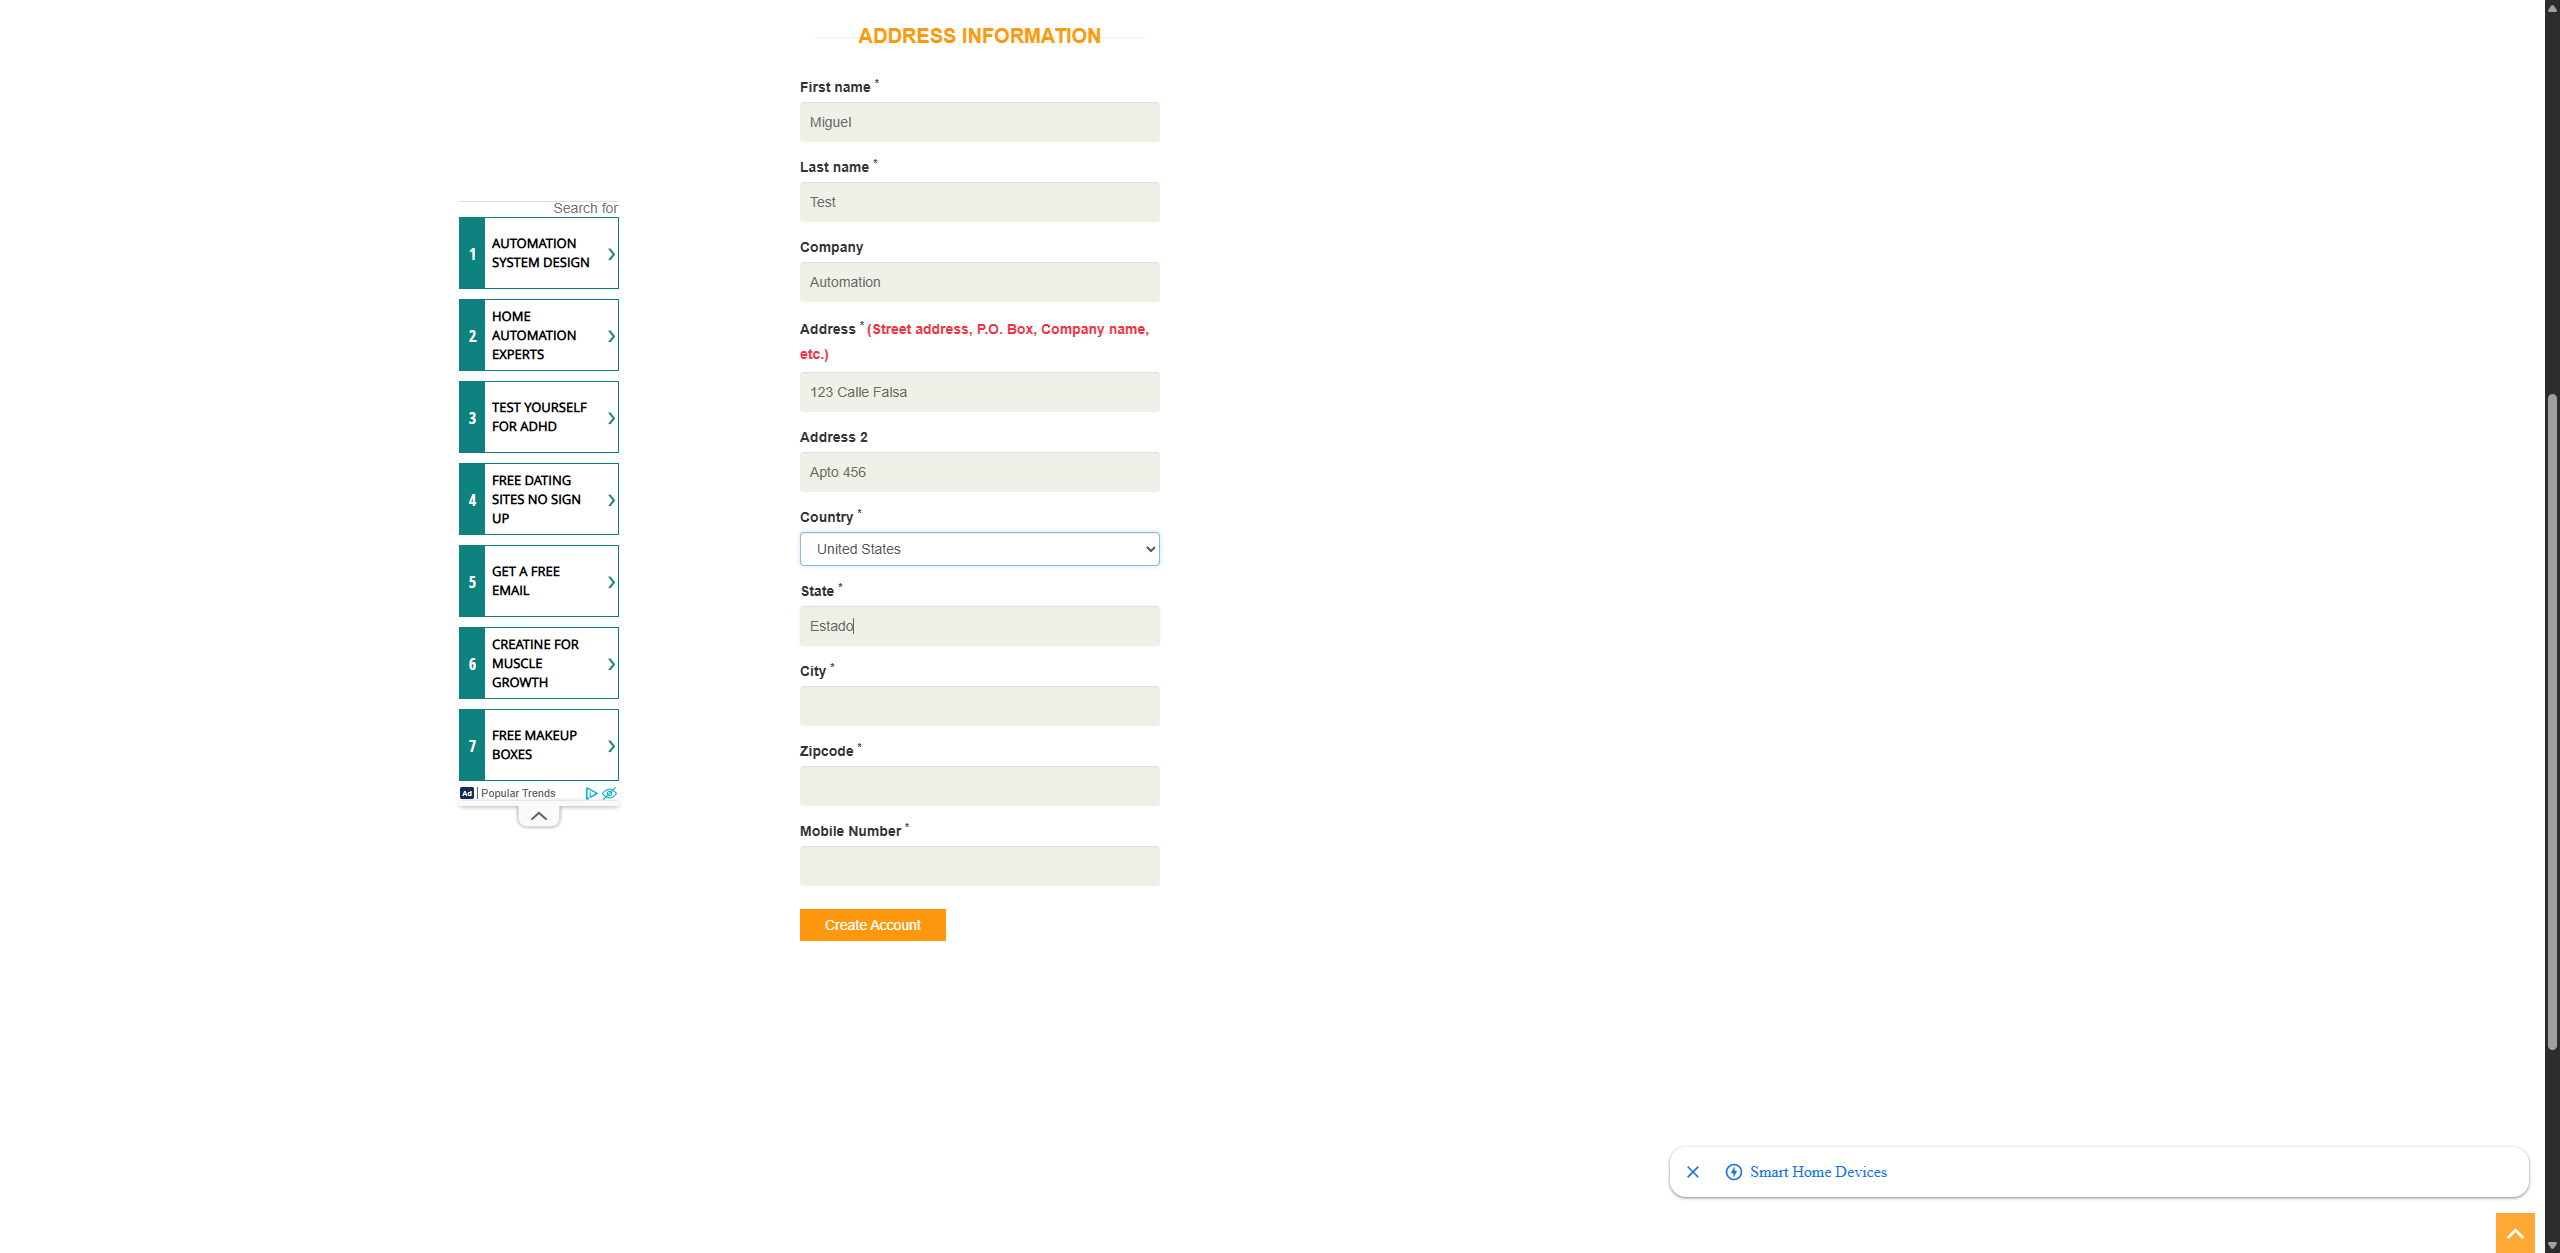 ADDRESS INFORMATION
First name *
Miguel
Last name *
Test
Company
Automation
Address * (Street address, P.O. Box, Company name,
etc.)
123 Calle Falsa
Address 2
Apto 456
Country *
United States
State *
Estado
City *
Zipcode *
Mobile Number *
Create Account
Search for
1
AUTOMATION
SYSTEM DESIGN
2
HOME
AUTOMATION
EXPERTS
3
TEST YOURSELF
FOR ADHD
4
FREE DATING
SITES NO SIGN
UP
5
GET A FREE
EMAIL
6
CREATINE FOR
MUSCLE
GROWTH
7
FREE MAKEUP
BOXES
Ad | Popular Trends
Smart Home Devices